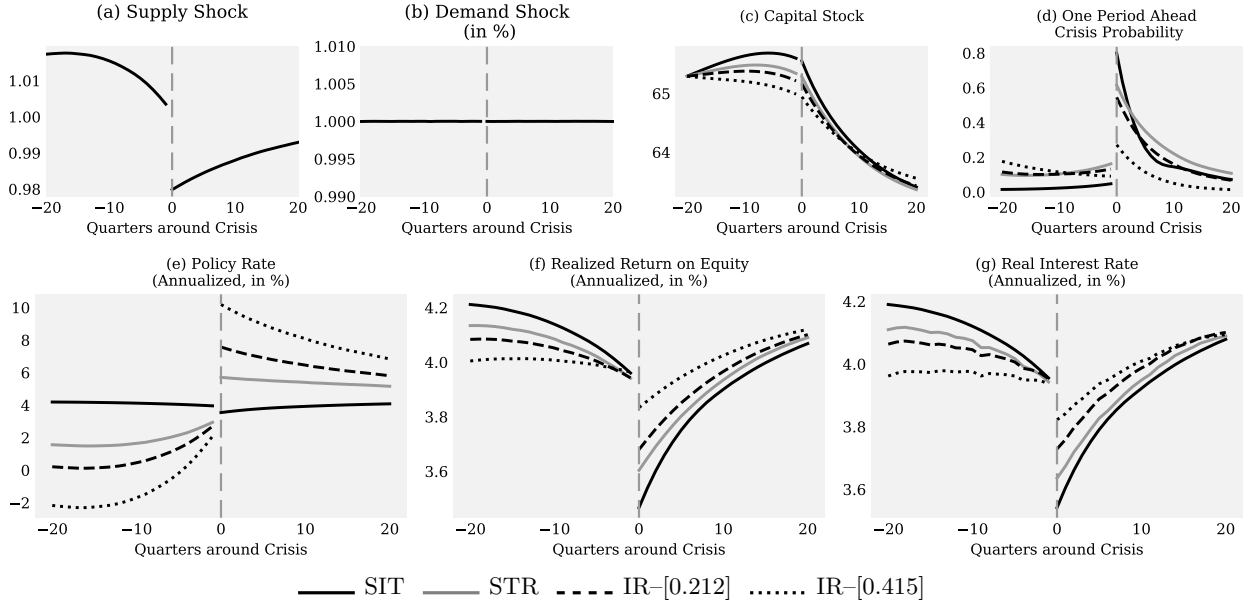 (a) Supply Shock
1.01
1.00
0.99
0.98
−20 −10 0 10 20
Quarters around Crisis
(b) Demand Shock
(in %)
1.010
1.005
1.000
0.995
0.990
−20 −10 0 10 20
Quarters around Crisis
(c) Capital Stock
65
64
−20 −10 0 10 20
Quarters around Crisis
(d) One Period Ahead
Crisis Probability
0.8
0.6
0.4
0.2
0.0
−20 −10 0 10 20
Quarters around Crisis
(e) Policy Rate
(Annualized, in %)
10
8
6
4
2
0
−2
−20 −10 0 10 20
Quarters around Crisis
(f) Realized Return on Equity
(Annualized, in %)
4.2
4.0
3.8
3.6
−20 −10 0 10 20
Quarters around Crisis
(g) Real Interest Rate
(Annualized, in %)
4.2
4.0
3.8
3.6
−20 −10 0 10 20
Quarters around Crisis
SIT STR IR–[0.212] IR–[0.415]